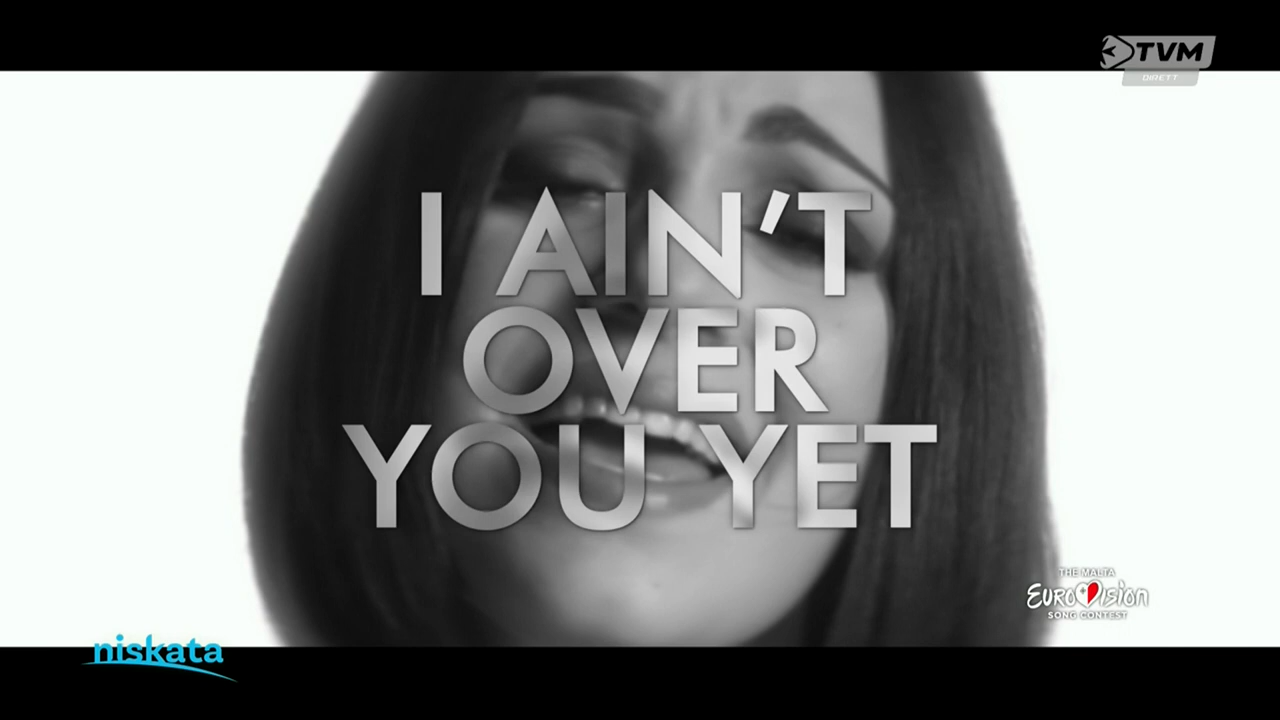 TVM
DIRETT
I AIN'T
OVER
YOU YET
THE MALTA
EUROVISION
SONG CONTEST
niskata